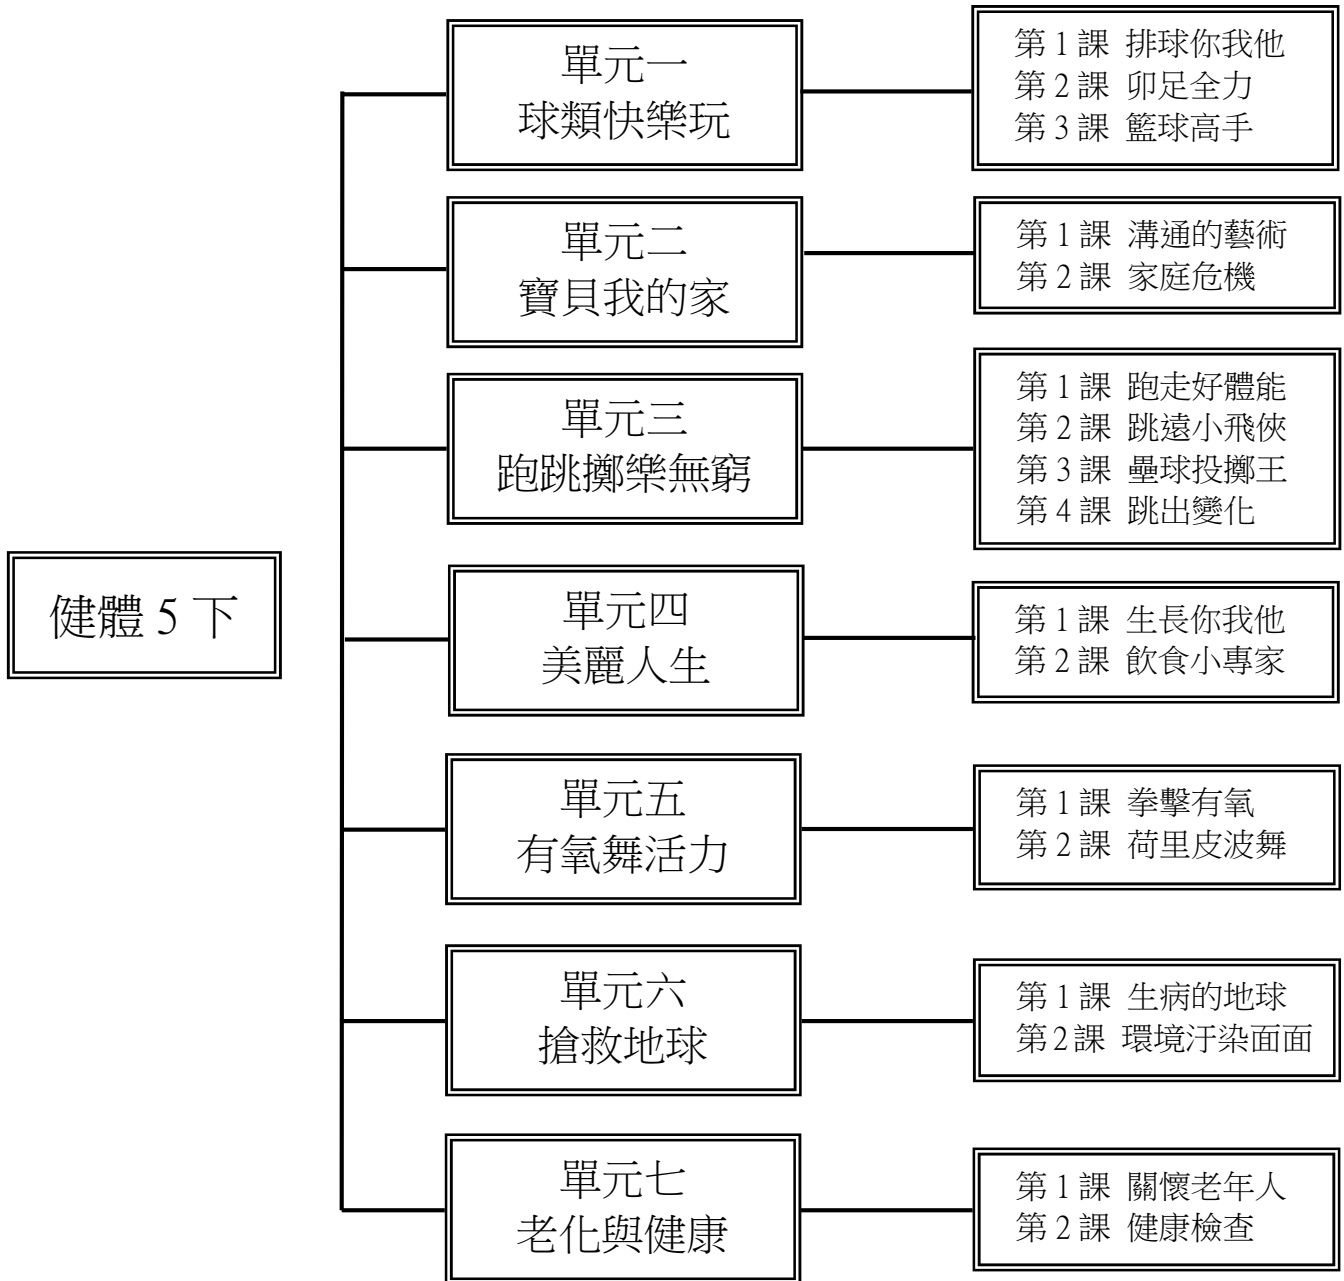 單元一
球類快樂玩
第1課 排球你我他
第2課 卯足全力
第3課 籃球高手
單元二
寶貝我的家
第1課 溝通的藝術
第2課 家庭危機
單元三
跑跳擲樂無窮
第1課 跑走好體能
第2課 跳遠小飛俠
第3課 壘球投擲王
第4課 跳出變化
健體5下
單元四
美麗人生
第1課 生長你我他
第2課 飲食小專家
單元五
有氧舞活力
第1課 拳擊有氧
第2課 荷里皮波舞
單元六
搶救地球
第1課 生病的地球
第2課 環境汙染面面
單元七
老化與健康
第1課 關懷老年人
第2課 健康檢查